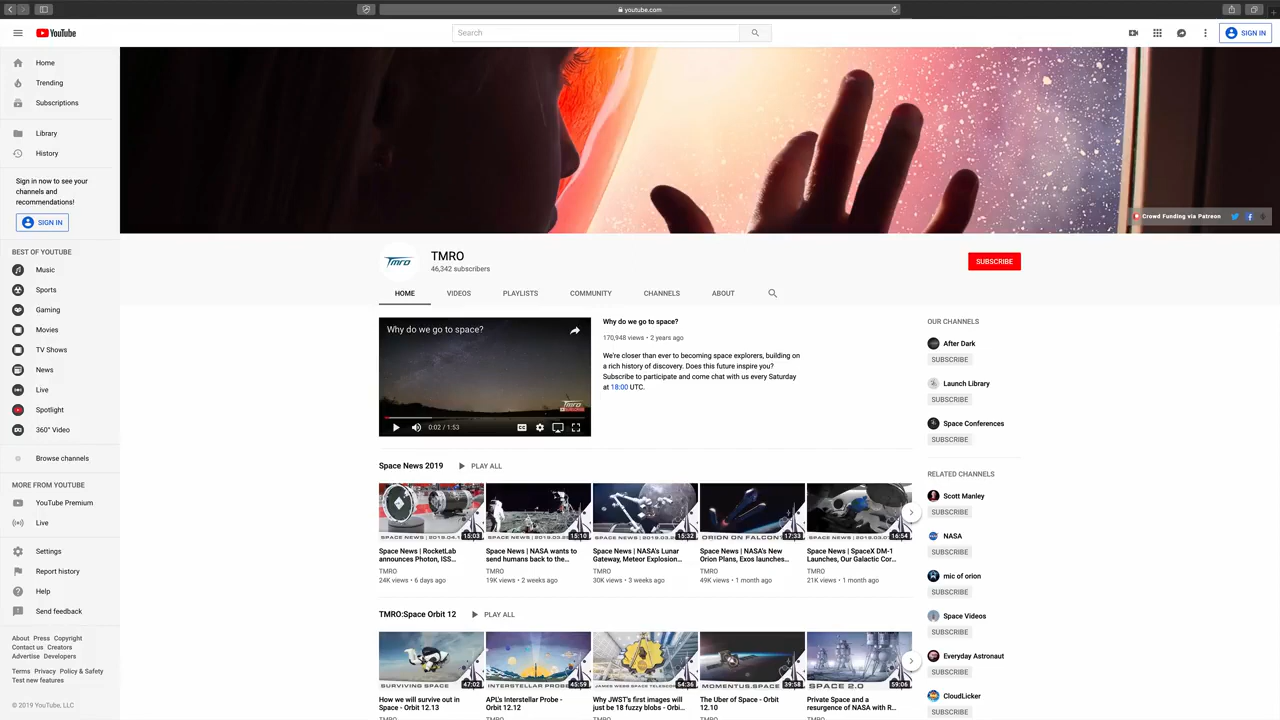 youtube.com
YouTube
Search
SIGN IN
Home
Trending
Subscriptions
Library
History
Sign in now to see your
channels and
recommendations!
SIGN IN
BEST OF YOUTUBE
Music
Sports
Gaming
Movies
TV Shows
News
Live
Spotlight
360° Video
Browse channels
MORE FROM YOUTUBE
YouTube Premium
Live
Settings
Report history
Help
Send feedback
About Press Copyright
Contact us Creators
Advertise Developers
Terms Privacy Policy & Safety
Test new features
© 2019 YouTube, LLC
Crowd Funding via Patreon
TMRO
TMRO
46,342 subscribers
SUBSCRIBE
HOME VIDEOS PLAYLISTS COMMUNITY CHANNELS ABOUT
Why do we go to space?
TMRO
0:02 / 1:53
Why do we go to space?
170,948 views • 2 years ago
We're closer than ever to becoming space explorers, building on
a rich history of discovery. Does this future inspire you?
Subscribe to participate and come chat with us every Saturday
at 18:00 UTC.
Space News 2019 PLAY ALL
15:03
Space News | RocketLab
announces Photon, ISS...
TMRO
24K views • 6 days ago
15:10
Space News | NASA wants to
send humans back to the...
TMRO
19K views • 2 weeks ago
15:32
Space News | NASA's Lunar
Gateway, Meteor Explosion...
TMRO
30K views • 3 weeks ago
ORION ON FALCON
17:33
Space News | NASA's New
Orion Plans, Exos launches...
TMRO
49K views • 1 month ago
16:54
Space News | SpaceX DM-1
Launches, Our Galactic Cor...
TMRO
21K views • 1 month ago
TMRO:Space Orbit 12 PLAY ALL
SURVIVING SPACE
47:02
How we will survive out in
Space - Orbit 12.13
INTERSTELLAR PROBE
45:59
APL's Interstellar Probe -
Orbit 12.12
JAMES WEBB SPACE TELESCOPE
54:36
Why JWST's first images will
just be 18 fuzzy blobs - Orbi...
MOMENTUS.SPACE
39:58
The Uber of Space - Orbit
12.10
SPACE 2.0
59:06
Private Space and a
resurgence of NASA with R...
OUR CHANNELS
After Dark
SUBSCRIBE
Launch Library
SUBSCRIBE
Space Conferences
SUBSCRIBE
RELATED CHANNELS
Scott Manley
SUBSCRIBE
NASA
SUBSCRIBE
mic of orion
SUBSCRIBE
Space Videos
SUBSCRIBE
Everyday Astronaut
SUBSCRIBE
CloudLicker
SUBSCRIBE